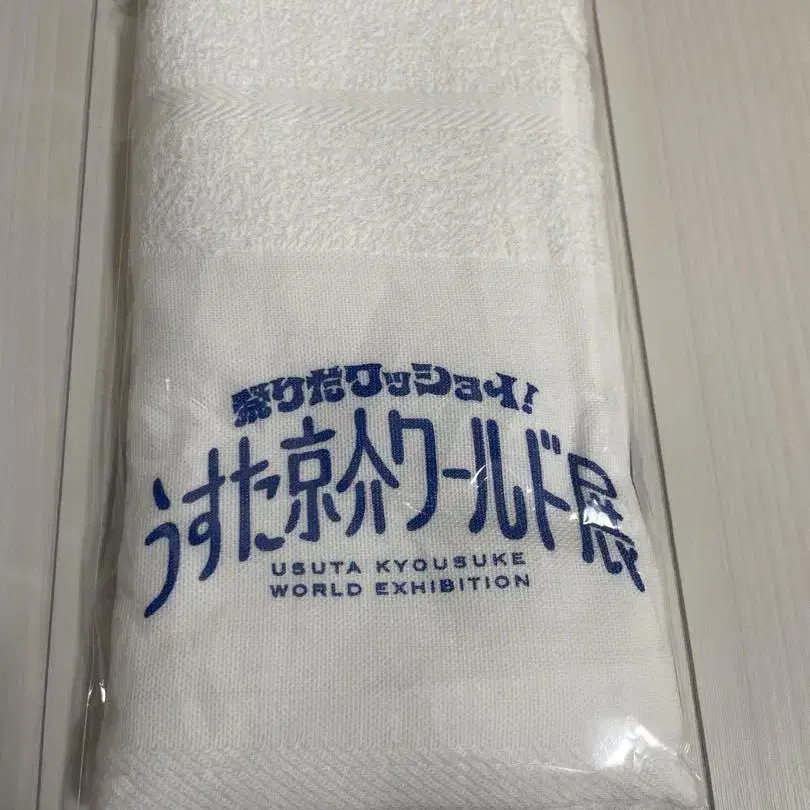 祭りだワッショイ!
うすた京介ワールド展
USUTA KYOUSUKE
WORLD EXHIBITION